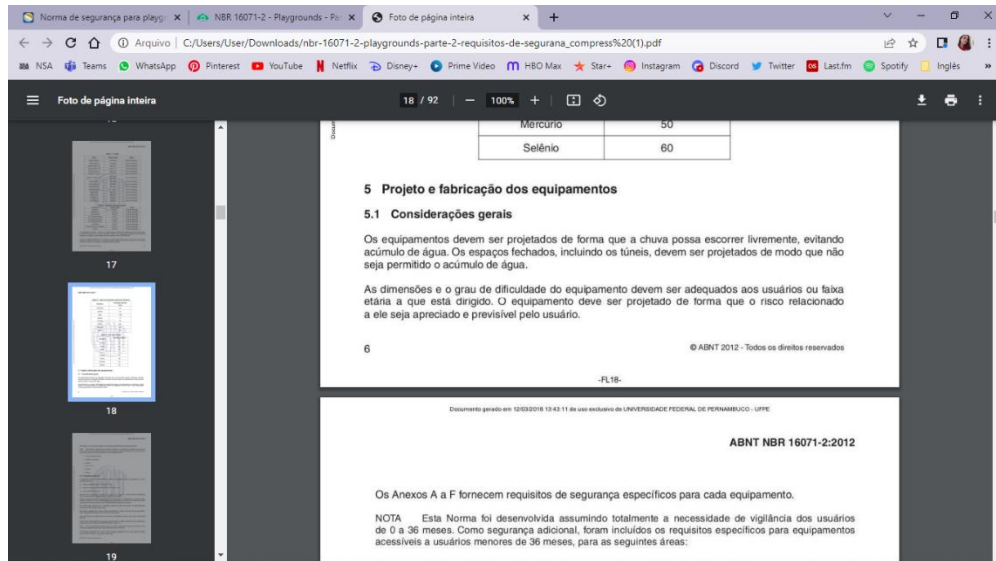 Norma de segurança para playgr
NBR 16071-2 - Playgrounds - Par
Foto de página inteira
Arquivo C:/Users/User/Downloads/nbr-16071-2-playgrounds-parte-2-requisitos-de-segurana_compress%20(1).pdf
NSA Teams WhatsApp Pinterest YouTube Netflix Disney+ Prime Video HBO Max Star+ Instagram Discord Twitter Last.fm Spotify Inglês
Foto de página inteira 18 / 92 100%
17
18
19
Mercúrio 50
Selênio 60
5 Projeto e fabricação dos equipamentos
5.1 Considerações gerais
Os equipamentos devem ser projetados de forma que a chuva possa escorrer livremente, evitando
acúmulo de água. Os espaços fechados, incluindo os túneis, devem ser projetados de modo que não
seja permitido o acúmulo de água.
As dimensões e o grau de dificuldade do equipamento devem ser adequados aos usuários ou faixa
etária a que está dirigido. O equipamento deve ser projetado de forma que o risco relacionado
a ele seja apreciado e previsível pelo usuário.
6 © ABNT 2012 - Todos os direitos reservados
-FL18-
Documento gerado em 12/03/2018 13:43:11 de uso exclusivo de UNIVERSIDADE FEDERAL DE PERNAMBUCO - UFPE
ABNT NBR 16071-2:2012
Os Anexos A a F fornecem requisitos de segurança específicos para cada equipamento.
NOTA Esta Norma foi desenvolvida assumindo totalmente a necessidade de vigilância dos usuários
de 0 a 36 meses. Como segurança adicional, foram incluídos os requisitos específicos para equipamentos
acessíveis a usuários menores de 36 meses, para as seguintes áreas: